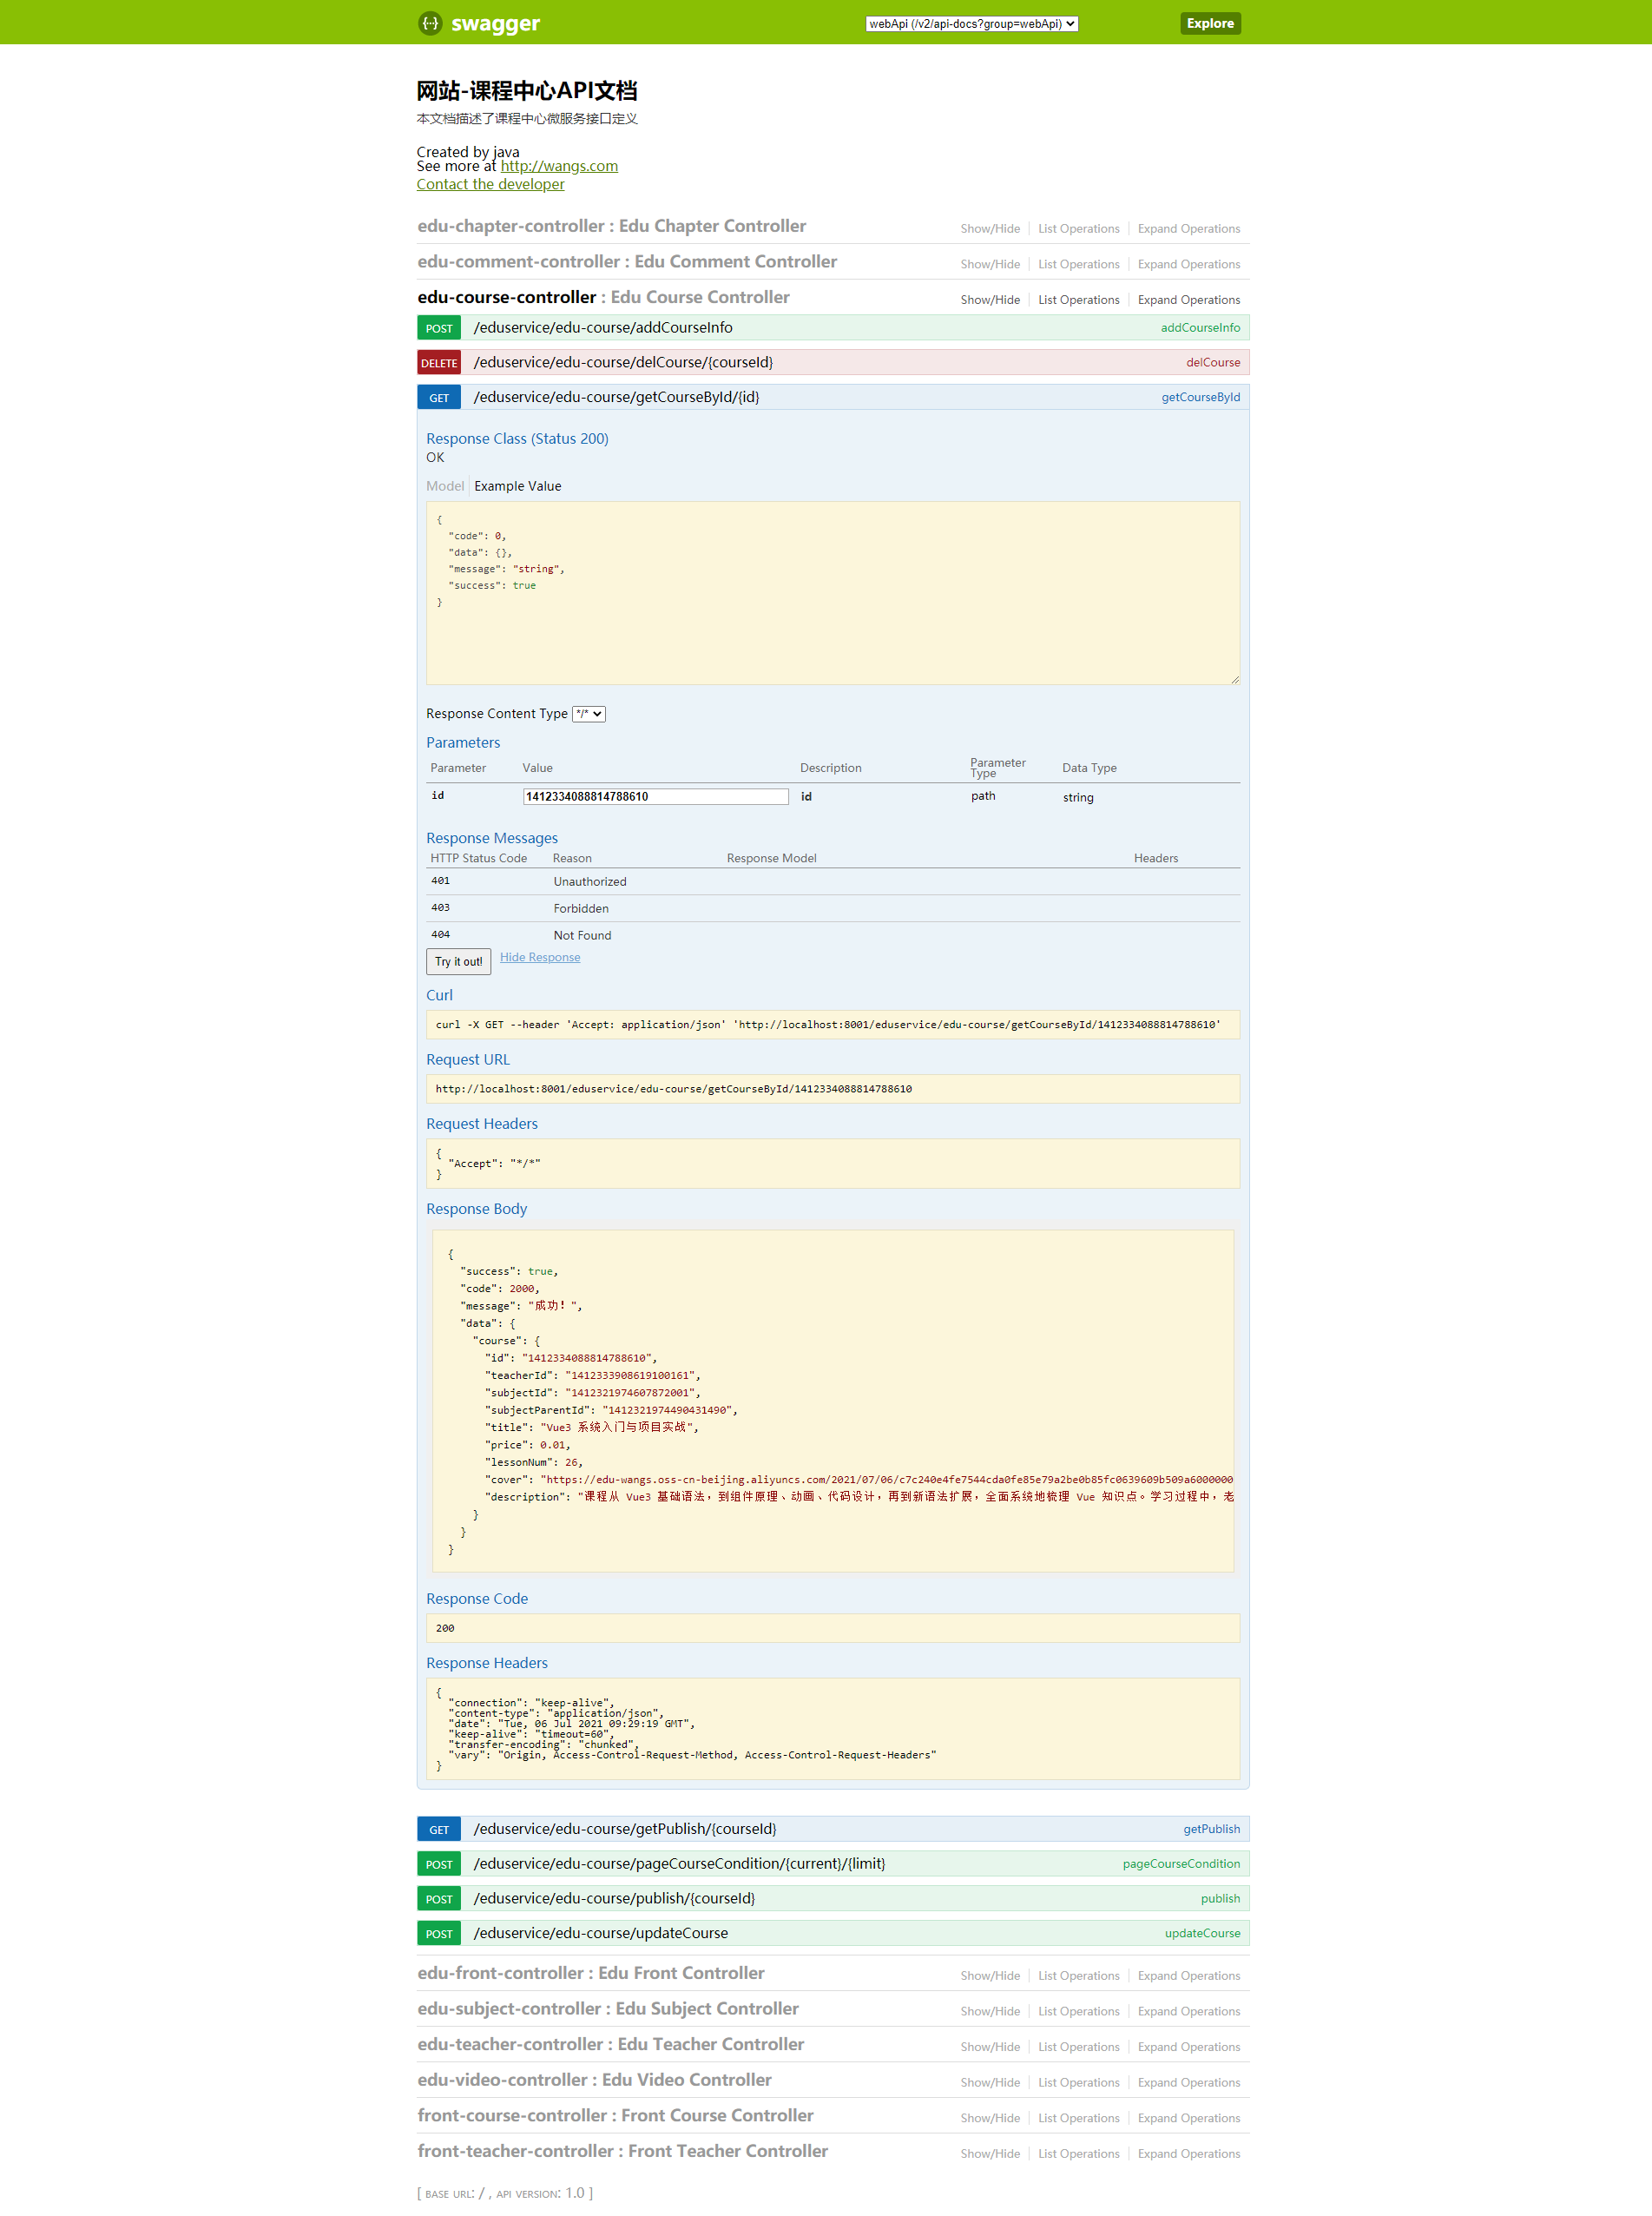 swagger
webApi (/v2/api-docs?group=webApi)
Explore
网站-课程中心API文档
本文档描述了课程中心微服务接口定义
Created by java
See more at http://wangs.com
Contact the developer
edu-chapter-controller : Edu Chapter Controller Show/Hide List Operations Expand Operations
edu-comment-controller : Edu Comment Controller Show/Hide List Operations Expand Operations
edu-course-controller : Edu Course Controller Show/Hide List Operations Expand Operations
POST /eduservice/edu-course/addCourseInfo addCourseInfo
DELETE /eduservice/edu-course/delCourse/{courseId} delCourse
GET /eduservice/edu-course/getCourseById/{id} getCourseById
Response Class (Status 200)
OK
Model Example Value
{
"code": 0,
"data": {},
"message": "string",
"success": true
}
Response Content Type */*
Parameters
Parameter Value Description Parameter Type Data Type
id 1412334088814788610 id path string
Response Messages
HTTP Status Code Reason Response Model Headers
401 Unauthorized
403 Forbidden
404 Not Found
Try it out! Hide Response
Curl
curl -X GET --header 'Accept: application/json' 'http://localhost:8001/eduservice/edu-course/getCourseById/1412334088814788610'
Request URL
http://localhost:8001/eduservice/edu-course/getCourseById/1412334088814788610
Request Headers
{
"Accept": "*/*"
}
Response Body
{
"success": true,
"code": 2000,
"message": "成功！",
"data": {
"course": {
"id": "1412334088814788610",
"teacherId": "1412333908619100161",
"subjectId": "1412321974607872001",
"subjectParentId": "1412321974490431490",
"title": "Vue3 系统入门与项目实战",
"price": 0.01,
"lessonNum": 26,
"cover": "https://edu-wangs.oss-cn-beijing.aliyuncs.com/2021/07/06/c7c240e4fe7544cda0fe85e79a2be0b85fc0639609b509a6000000
"description": "课程从 Vue3 基础语法，到组件原理、动画、代码设计，再到新语法扩展，全面系统地梳理 Vue 知识点。学习过程中，老
}
}
}
Response Code
200
Response Headers
{
"connection": "keep-alive",
"content-type": "application/json",
"date": "Tue, 06 Jul 2021 09:29:19 GMT",
"keep-alive": "timeout=60",
"transfer-encoding": "chunked",
"vary": "Origin, Access-Control-Request-Method, Access-Control-Request-Headers"
}
GET /eduservice/edu-course/getPublish/{courseId} getPublish
POST /eduservice/edu-course/pageCourseCondition/{current}/{limit} pageCourseCondition
POST /eduservice/edu-course/publish/{courseId} publish
POST /eduservice/edu-course/updateCourse updateCourse
edu-front-controller : Edu Front Controller Show/Hide List Operations Expand Operations
edu-subject-controller : Edu Subject Controller Show/Hide List Operations Expand Operations
edu-teacher-controller : Edu Teacher Controller Show/Hide List Operations Expand Operations
edu-video-controller : Edu Video Controller Show/Hide List Operations Expand Operations
front-course-controller : Front Course Controller Show/Hide List Operations Expand Operations
front-teacher-controller : Front Teacher Controller Show/Hide List Operations Expand Operations
[ BASE URL: / , API VERSION: 1.0 ]